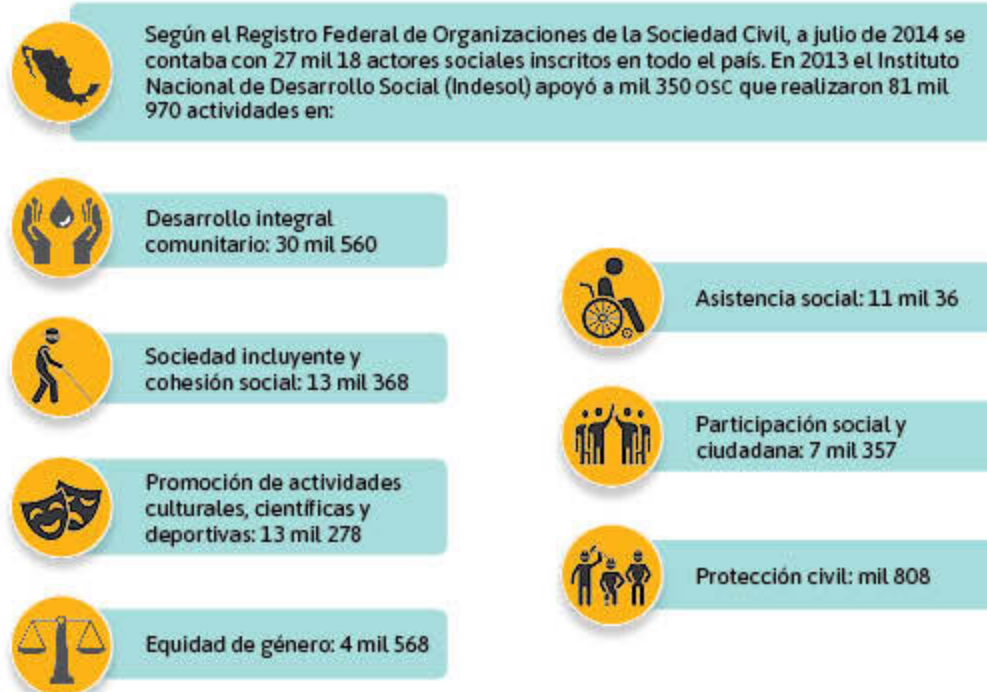 Según el Registro Federal de Organizaciones de la Sociedad Civil, a julio de 2014 se
contaba con 27 mil 18 actores sociales inscritos en todo el país. En 2013 el Instituto
Nacional de Desarrollo Social (Indesol) apoyó a mil 350 OSC que realizaron 81 mil
970 actividades en:
Desarrollo integral
comunitario: 30 mil 560
Sociedad incluyente y
cohesión social: 13 mil 368
Promoción de actividades
culturales, científicas y
deportivas: 13 mil 278
Equidad de género: 4 mil 568
Asistencia social: 11 mil 36
Participación social y
ciudadana: 7 mil 357
Protección civil: mil 808